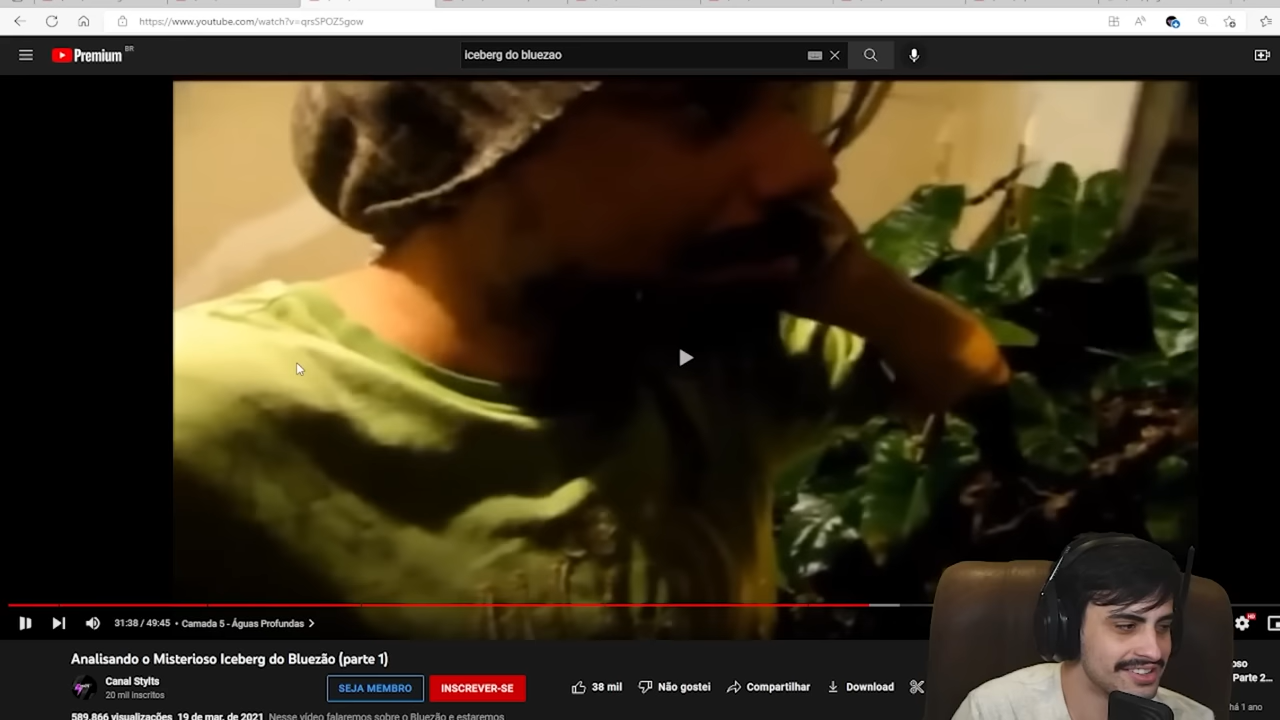 https://www.youtube.com/watch?v=qrsSPOZ5gow
Premium BR
iceberg do bluezao
31:38 / 49:45 • Camada 5 - Águas Profundas
HD
Analisando o Misterioso Iceberg do Bluezão (parte 1)
Canal Stylts
20 mil inscritos
SEJA MEMBRO
INSCREVER-SE
38 mil
Não gostei
Compartilhar
Download
oso
Parte 2...
há 1 ano
589.866 visualizações 19 de mar. de 2021 Nesse vídeo falaremos sobre o Bluezão e estaremos